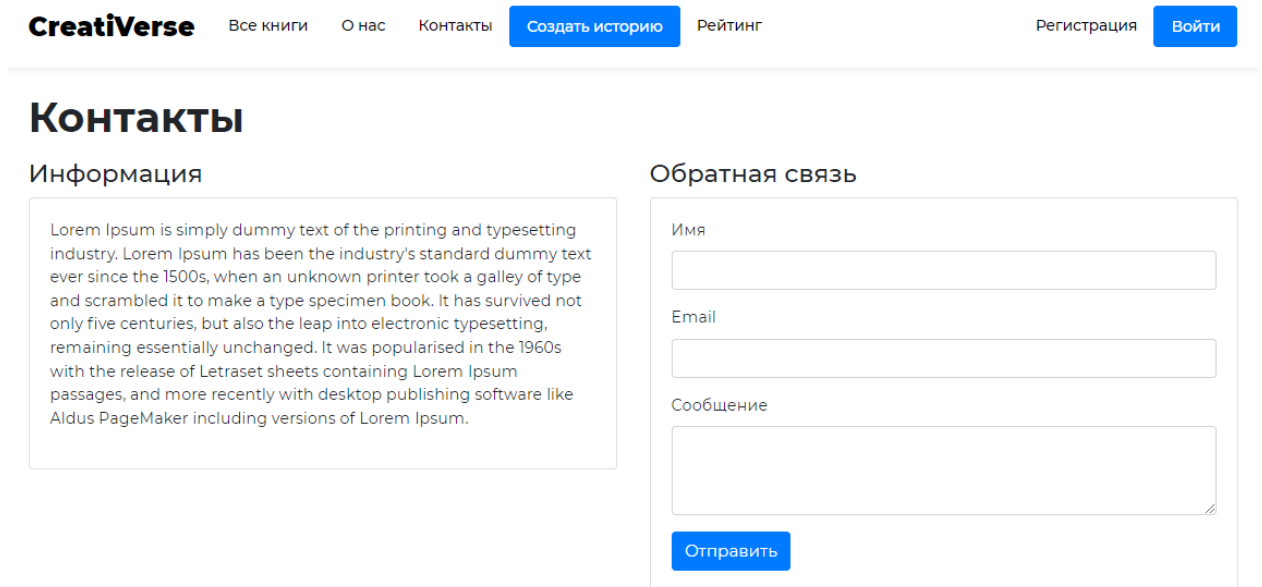 CreatiVerse Все книги О нас Контакты Создать историю Рейтинг Регистрация Войти
Контакты
Информация
Lorem Ipsum is simply dummy text of the printing and typesetting
industry. Lorem Ipsum has been the industry's standard dummy text
ever since the 1500s, when an unknown printer took a galley of type
and scrambled it to make a type specimen book. It has survived not
only five centuries, but also the leap into electronic typesetting,
remaining essentially unchanged. It was popularised in the 1960s
with the release of Letraset sheets containing Lorem Ipsum
passages, and more recently with desktop publishing software like
Aldus PageMaker including versions of Lorem Ipsum.
Обратная связь
Имя
Email
Сообщение
Отправить